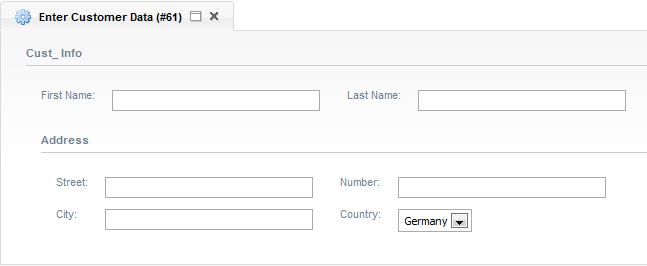 Enter Customer Data (#61)
Cust_ Info
First Name: Last Name:
Address
Street: Number:
City: Country: Germany